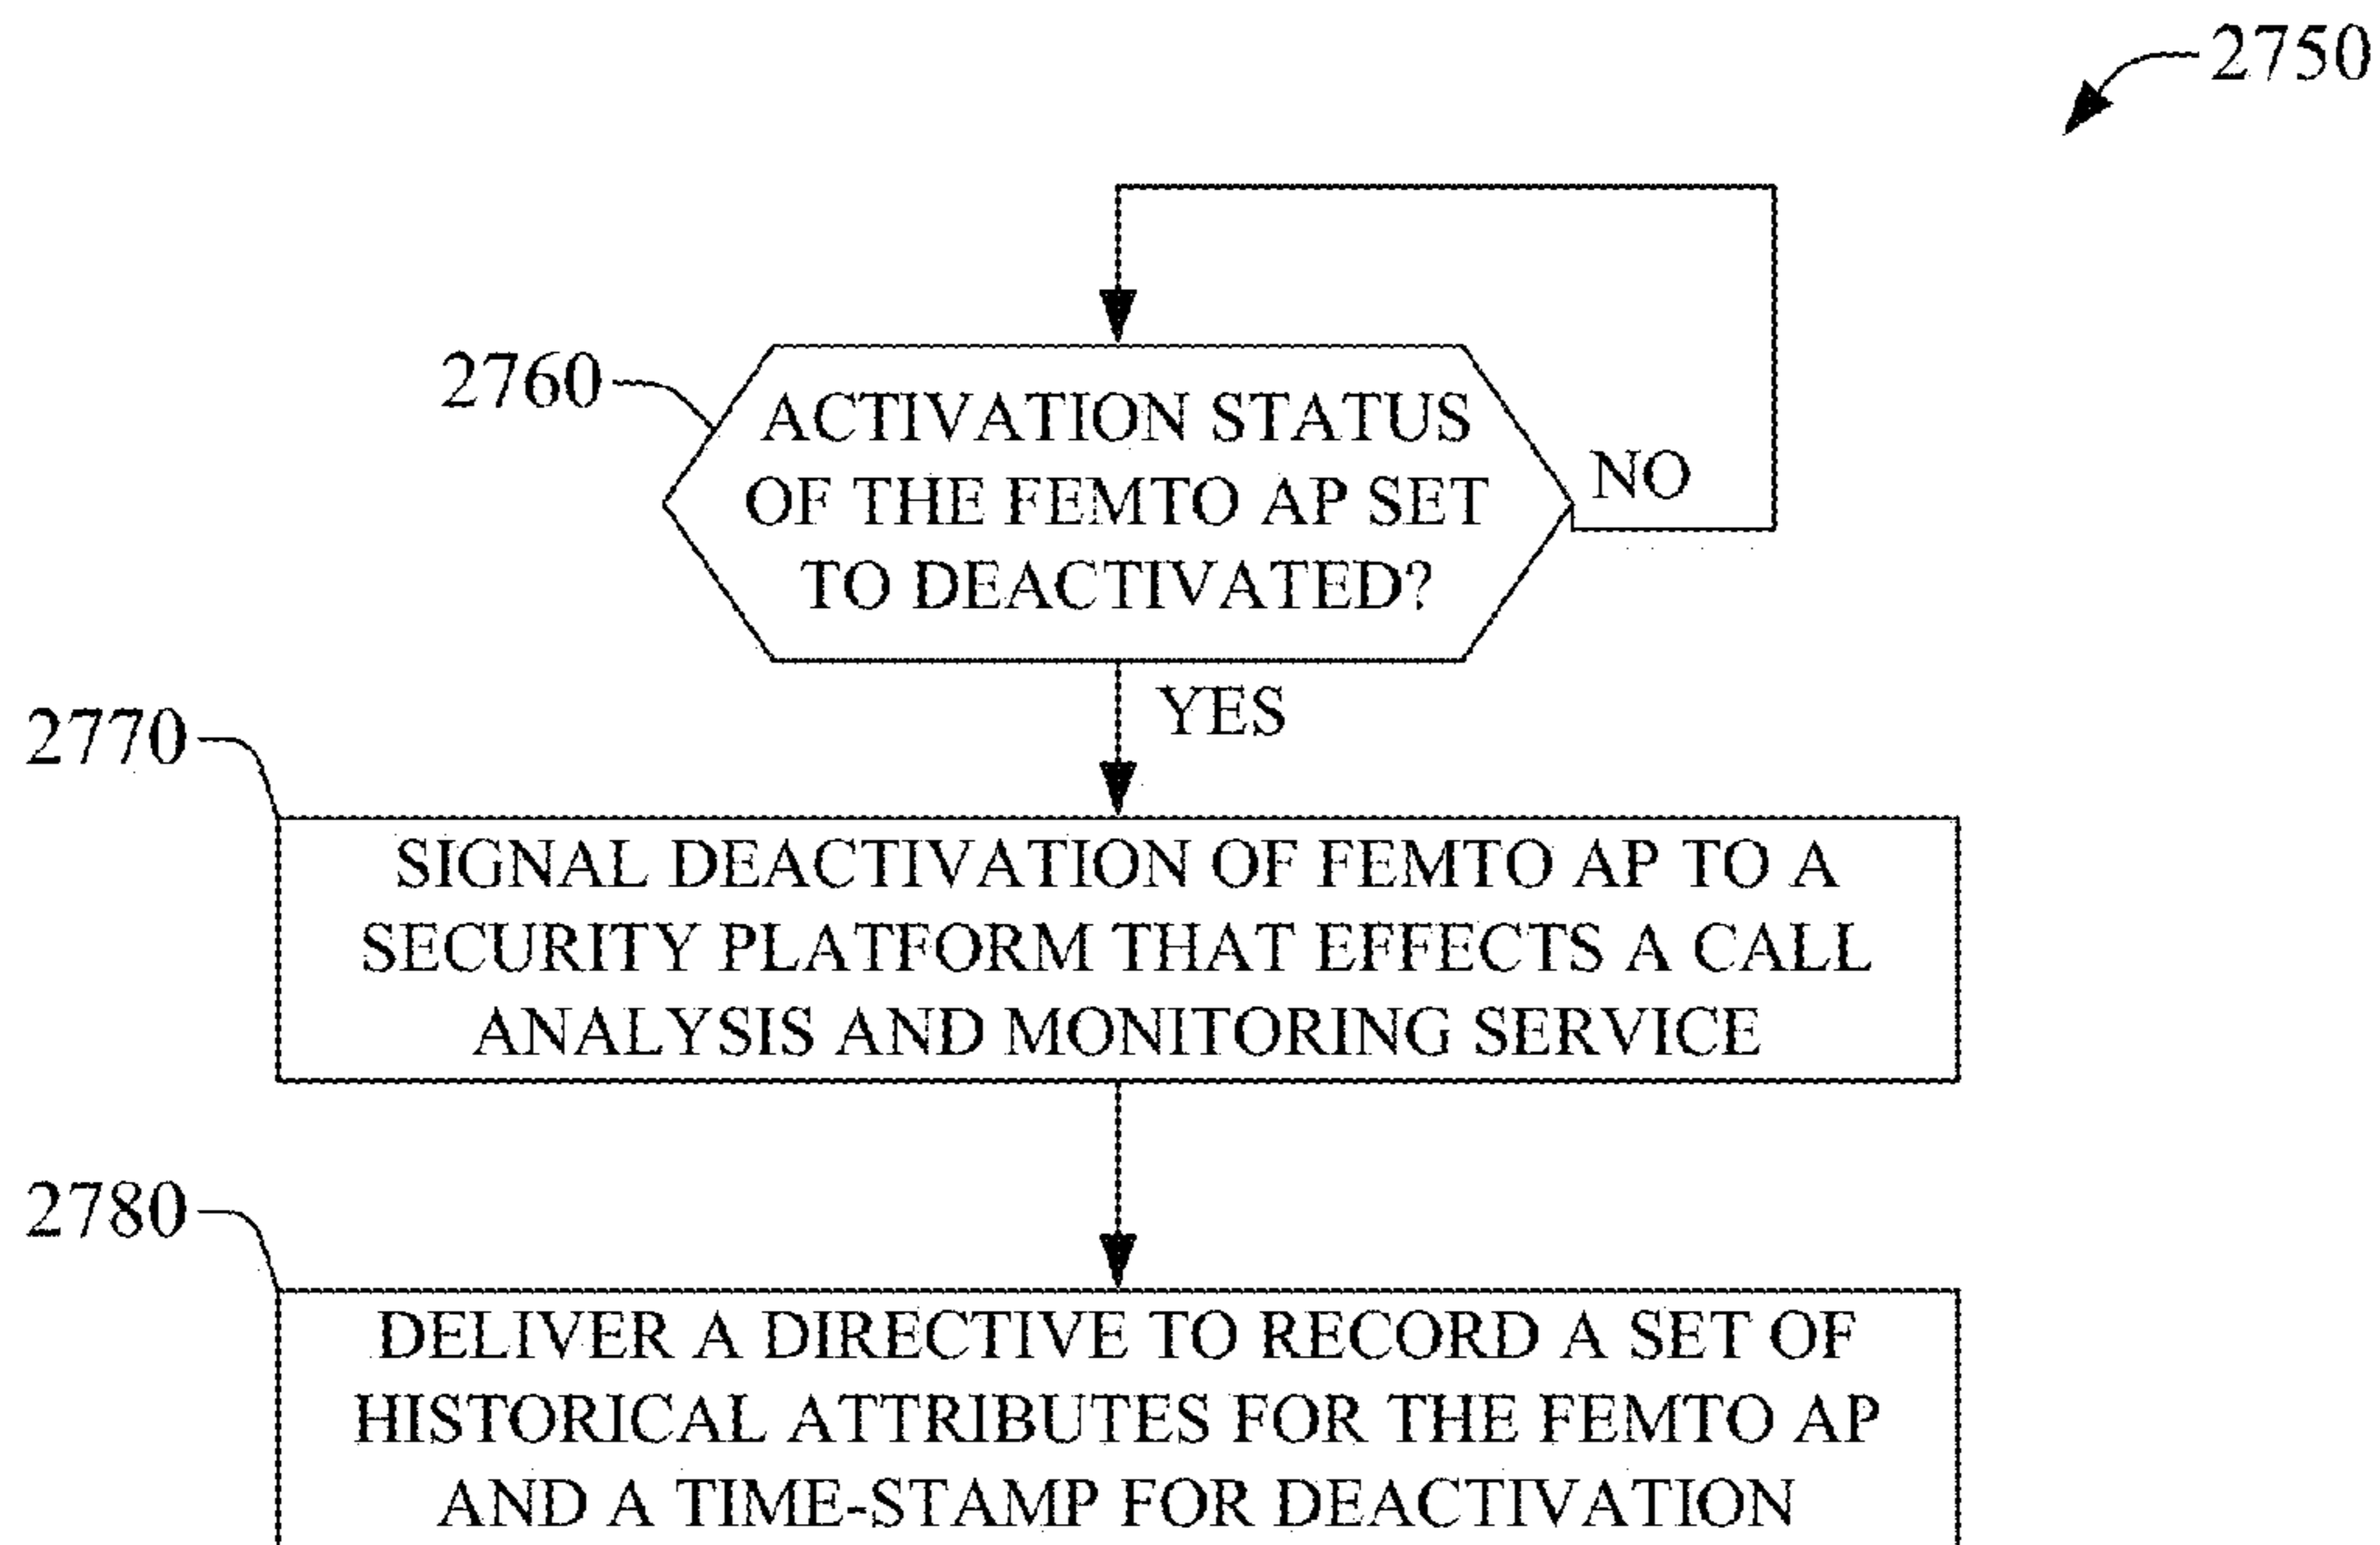 2750
2760
ACTIVATION STATUS
OF THE FEMTO AP SET
TO DEACTIVATED?
NO
YES
2770
SIGNAL DEACTIVATION OF FEMTO AP TO A
SECURITY PLATFORM THAT EFFECTS A CALL
ANALYSIS AND MONITORING SERVICE
2780
DELIVER A DIRECTIVE TO RECORD A SET OF
HISTORICAL ATTRIBUTES FOR THE FEMTO AP
AND A TIME-STAMP FOR DEACTIVATION